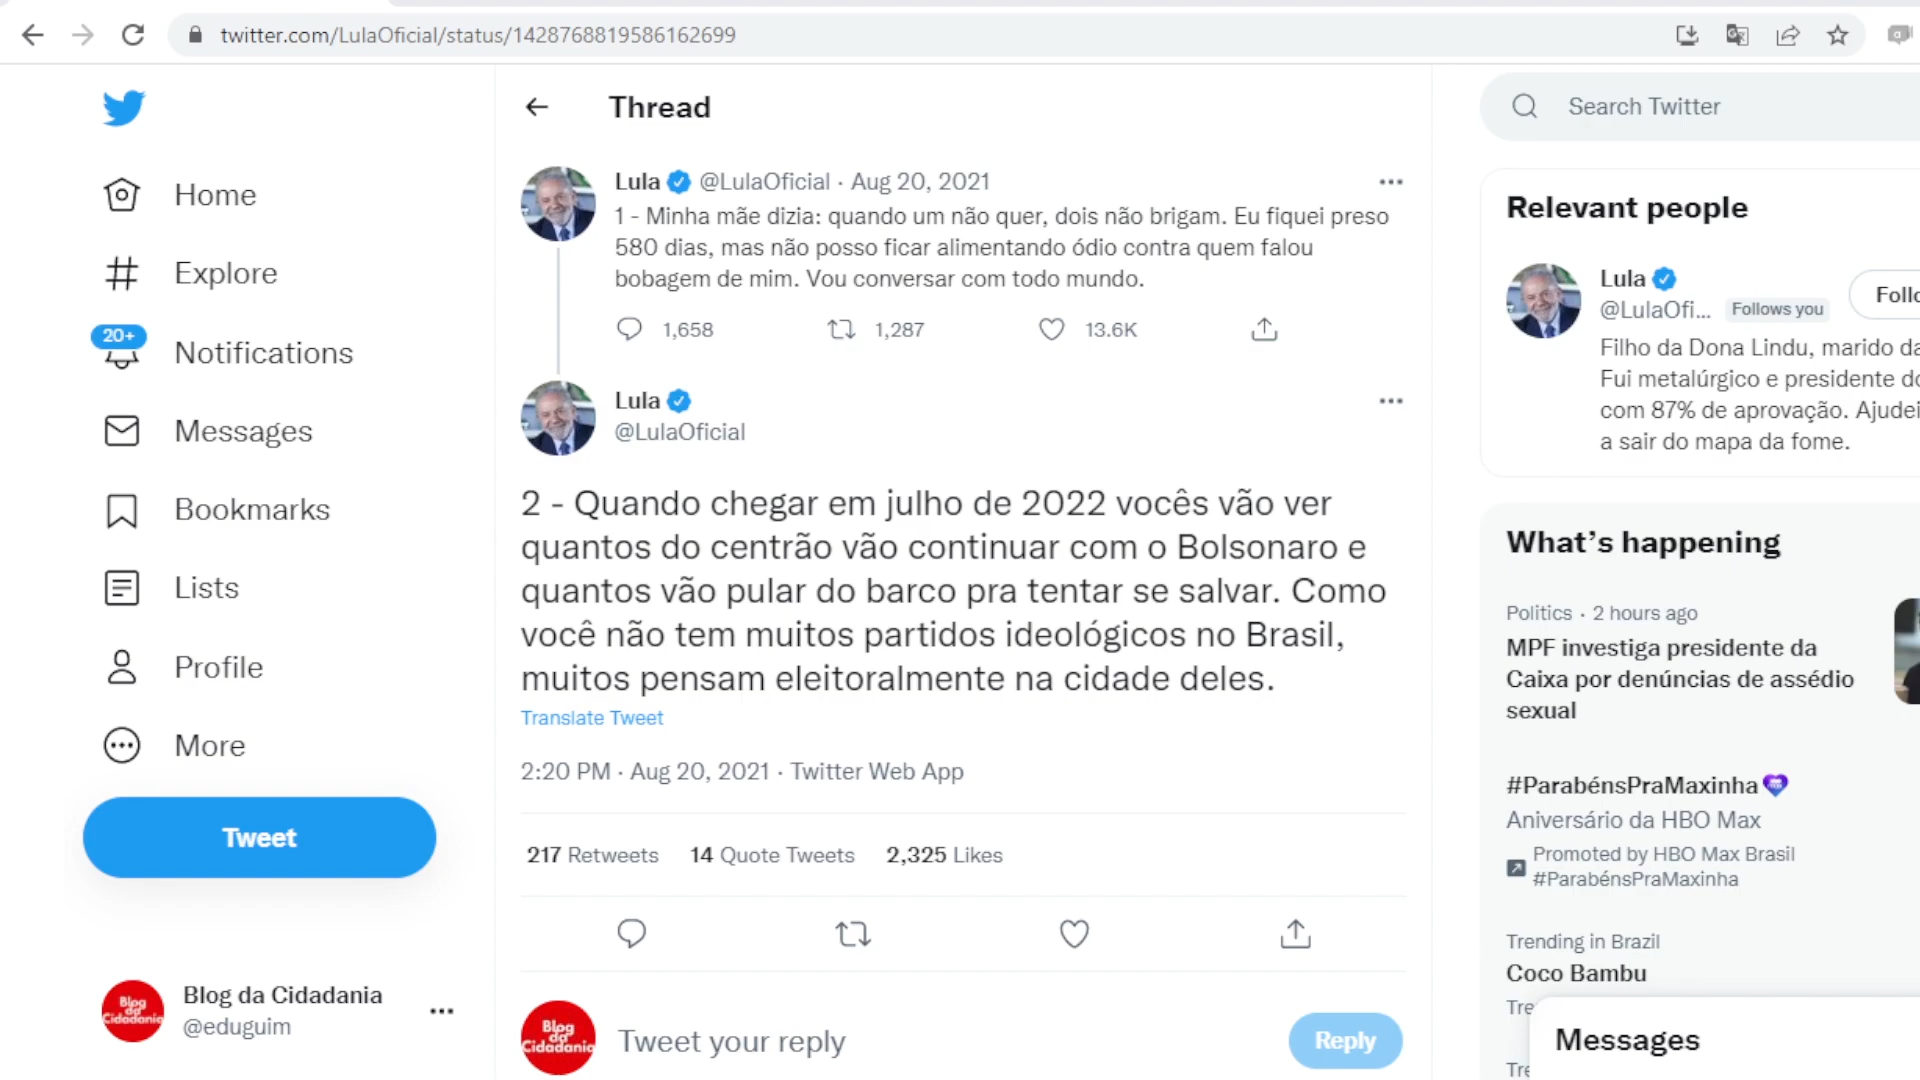 twitter.com/LulaOficial/status/1428768819586162699
Home
Explore
20+
Notifications
Messages
Bookmarks
Lists
Profile
More
Tweet
Blog da Cidadania
@eduguim
Thread
Lula @LulaOficial · Aug 20, 2021
1 - Minha mãe dizia: quando um não quer, dois não brigam. Eu fiquei preso
580 dias, mas não posso ficar alimentando ódio contra quem falou
bobagem de mim. Vou conversar com todo mundo.
1,658 1,287 13.6K
Lula
@LulaOficial
2 - Quando chegar em julho de 2022 vocês vão ver
quantos do centrão vão continuar com o Bolsonaro e
quantos vão pular do barco pra tentar se salvar. Como
você não tem muitos partidos ideológicos no Brasil,
muitos pensam eleitoralmente na cidade deles.
Translate Tweet
2:20 PM · Aug 20, 2021 · Twitter Web App
217 Retweets 14 Quote Tweets 2,325 Likes
Blog
da
Cidadania
Tweet your reply
Reply
Search Twitter
Relevant people
Lula
@LulaOfi... Follows you
Filho da Dona Lindu, marido
Fui metalúrgico e presidente
com 87% de aprovação. Ajudei
a sair do mapa da fome.
What's happening
Politics · 2 hours ago
MPF investiga presidente da
Caixa por denúncias de assédio
sexual
#ParabénsPraMaxinha
Aniversário da HBO Max
Promoted by HBO Max Brasil
#ParabénsPraMaxinha
Trending in Brazil
Coco Bambu
Messages